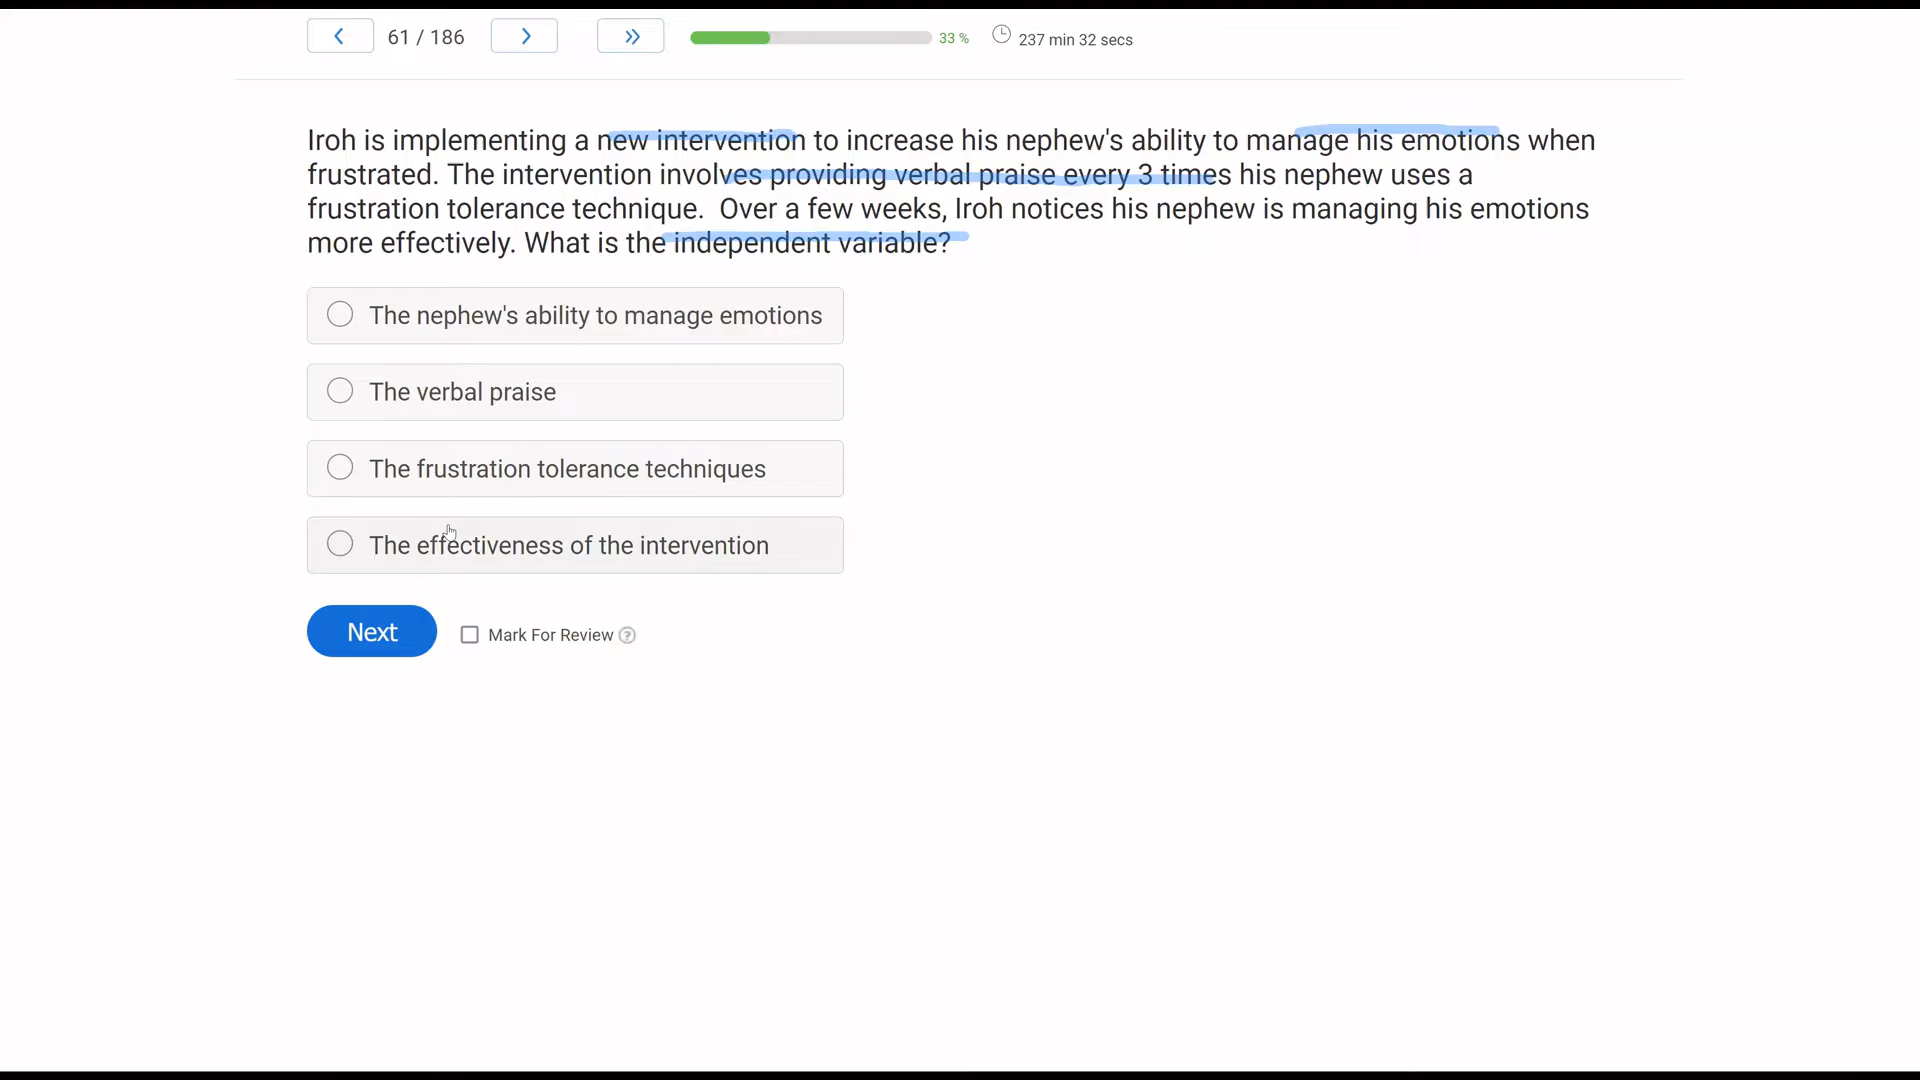 61 / 186
33 %
237 min 32 secs
Iroh is implementing a new intervention to increase his nephew's ability to manage his emotions when
frustrated. The intervention involves providing verbal praise every 3 times his nephew uses a
frustration tolerance technique.  Over a few weeks, Iroh notices his nephew is managing his emotions
more effectively. What is the independent variable?
The nephew's ability to manage emotions
The verbal praise
The frustration tolerance techniques
The effectiveness of the intervention
Next
Mark For Review ?